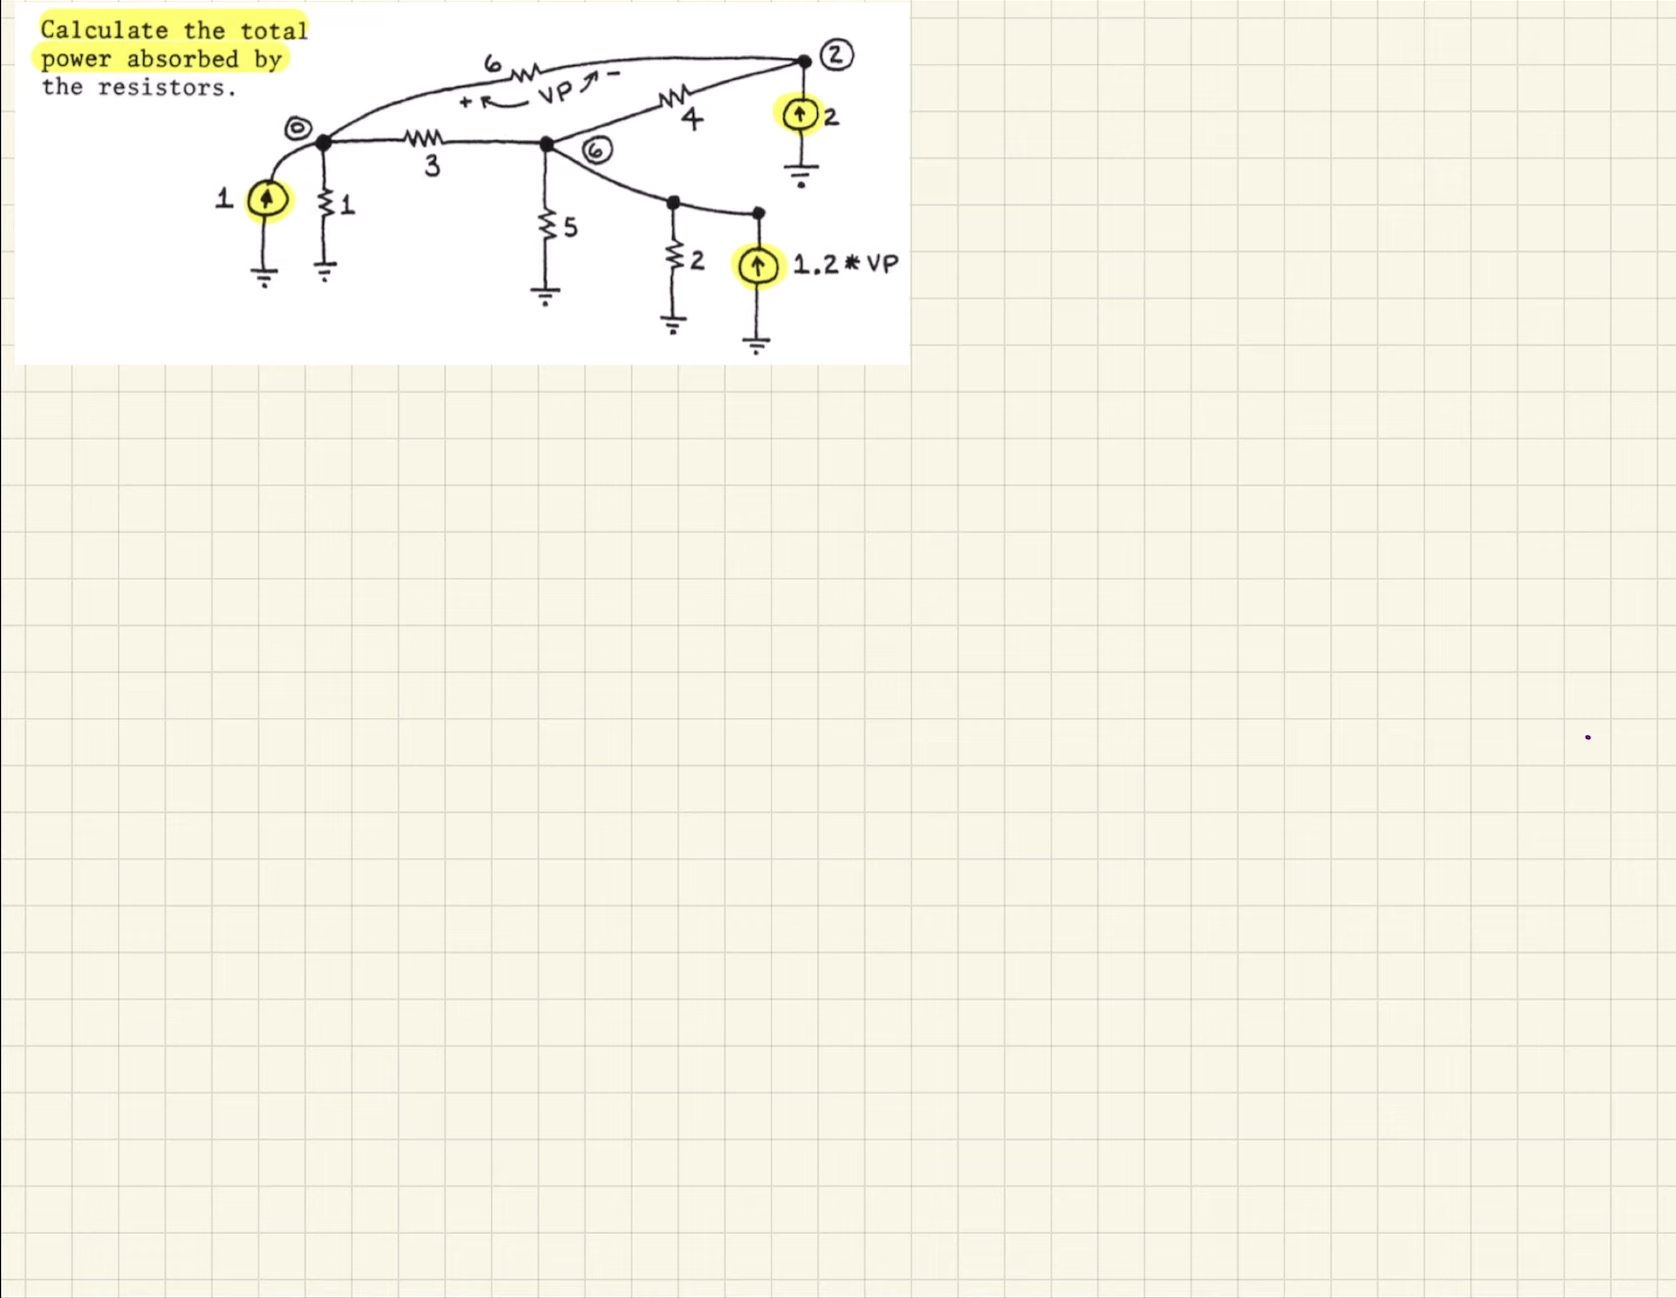 Calculate the total
power absorbed by
the resistors.
6
+ VP -
2
4
2
0
3
6
1
1
5
2
1.2*VP